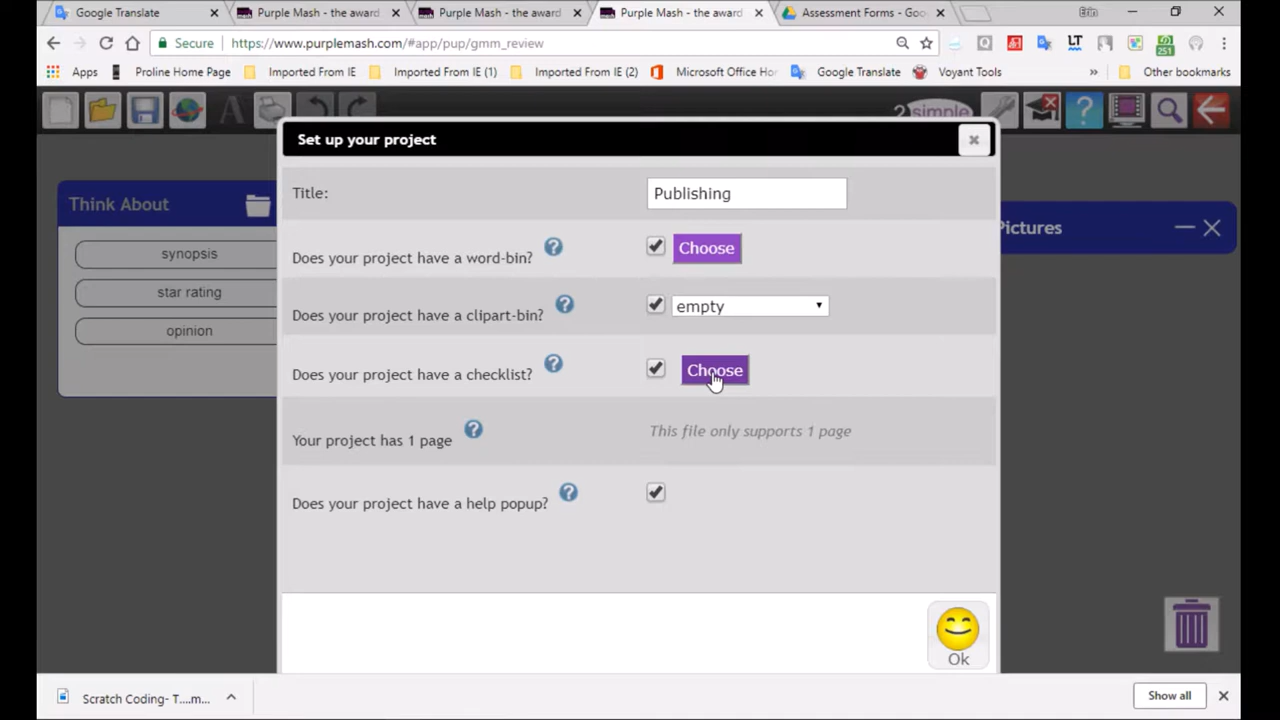 Google Translate
Purple Mash - the award
Purple Mash - the award
Purple Mash - the award
Assessment Forms - Goo
Secure
https://www.purplemash.com/#app/pup/gmm_review
LT
251
Apps
Proline Home Page
Imported From IE
Imported From IE (1)
Imported From IE (2)
Microsoft Office Ho
Google Translate
Voyant Tools
»
Other bookmarks
A
2simple
Set up your project
Think About
synopsis
star rating
opinion
Title:
Publishing
Does your project have a word-bin?
Choose
Does your project have a clipart-bin?
empty
Does your project have a checklist?
Choose
Your project has 1 page
This file only supports 1 page
Does your project have a help popup?
Pictures
Ok
Scratch Coding- T....m...
Show all